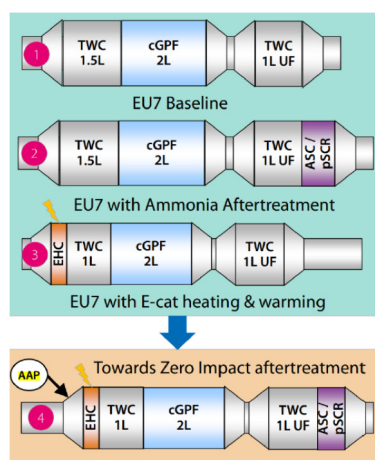 1
TWC
1.5L
cGPF
2L
TWC
1L UF
EU7 Baseline
2
TWC
1.5L
cGPF
2L
TWC
1L UF
ASC/
pSCR
EU7 with Ammonia Aftertreatment
3
EHC
TWC
1L
cGPF
2L
TWC
1L UF
EU7 with E-cat heating & warming
AAP
Towards Zero Impact aftertreatment
4
EHC
TWC
1L
cGPF
2L
TWC
1L UF
ASC/
pSCR